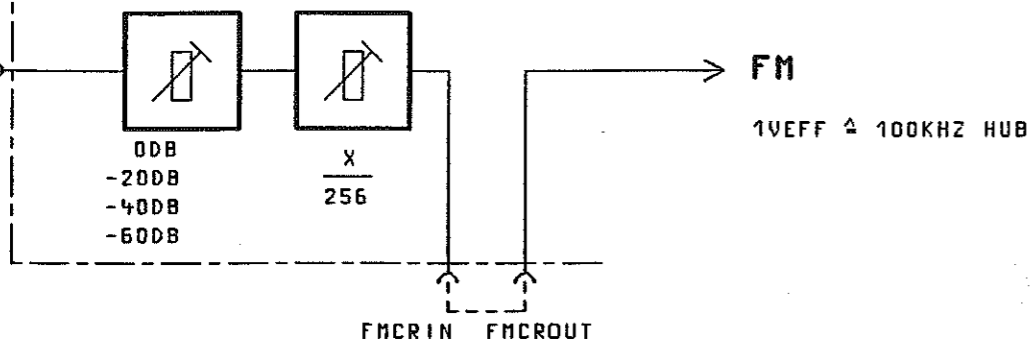 FM
1VEFF ≙ 100KHZ HUB
0DB
-20DB
-40DB
-60DB
X
256
FMCRIN FMCROUT